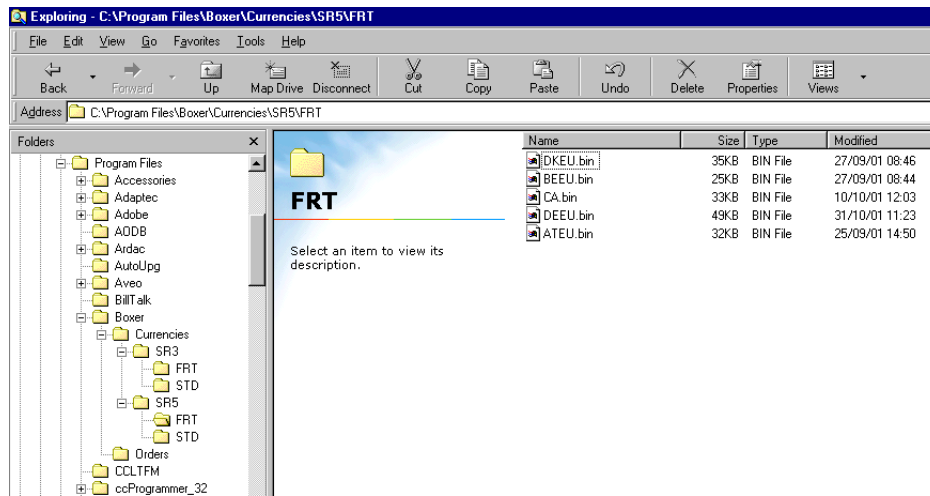 Exploring - C:\Program Files\Boxer\Currencies\SR5\FRT
File Edit View Go Favorites Tools Help
Back Forward Up Map Drive Disconnect Cut Copy Paste Undo Delete Properties Views
Address C:\Program Files\Boxer\Currencies\SR5\FRT
Folders x
Program Files
Accessories
Adaptec
Adobe
AODB
Ardac
AutoUpg
Aveo
BillTalk
Boxer
Currencies
SR3
FRT
STD
SR5
FRT
STD
Orders
CCLTFM
ccProgrammer_32
FRT
Select an item to view its
description.
Name Size Type Modified
DKEU.bin 35KB BIN File 27/09/01 08:46
BEEU.bin 25KB BIN File 27/09/01 08:44
CA.bin 33KB BIN File 10/10/01 12:03
DEEU.bin 49KB BIN File 31/10/01 11:23
ATEU.bin 32KB BIN File 25/09/01 14:50